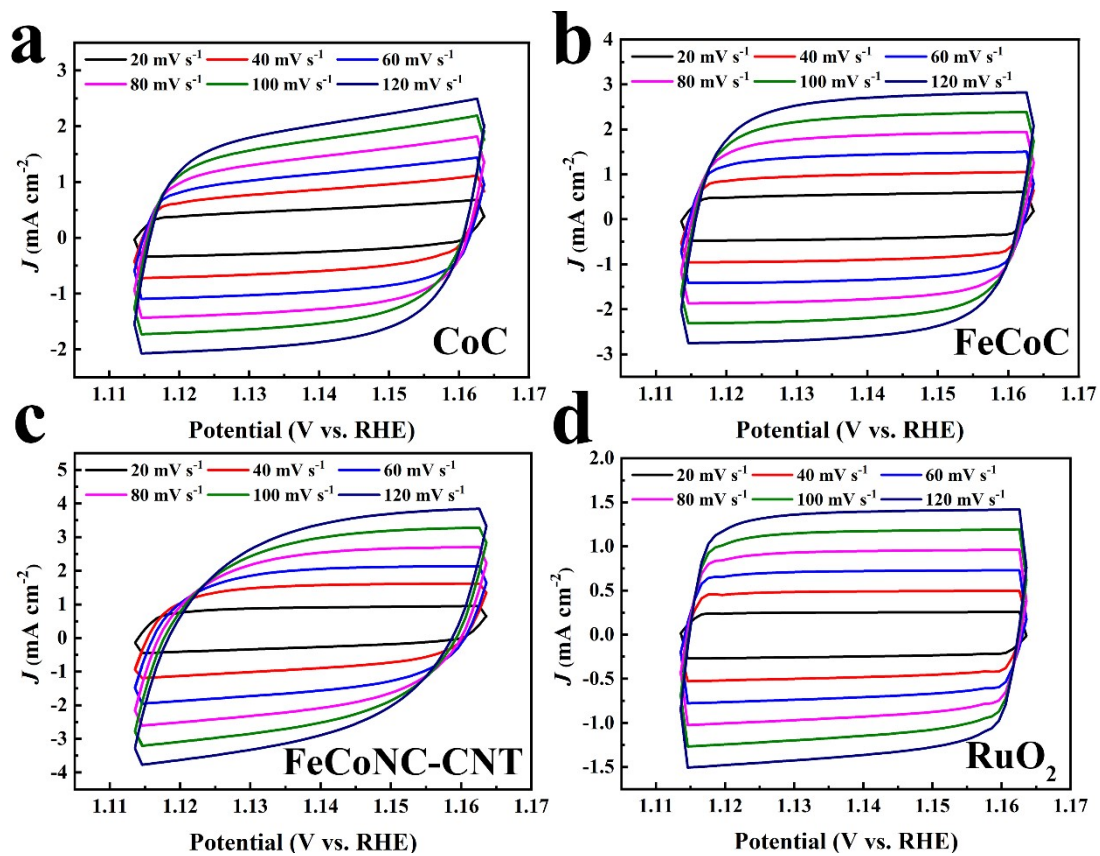 a
20 mV s⁻¹ 40 mV s⁻¹ 60 mV s⁻¹
80 mV s⁻¹ 100 mV s⁻¹ 120 mV s⁻¹
J (mA cm⁻²)
3
2
1
0
-1
-2
CoC
1.11 1.12 1.13 1.14 1.15 1.16 1.17
Potential (V vs. RHE)
b
20 mV s⁻¹ 40 mV s⁻¹ 60 mV s⁻¹
80 mV s⁻¹ 100 mV s⁻¹ 120 mV s⁻¹
J (mA cm⁻²)
4
3
2
1
0
-1
-2
-3
FeCoC
1.11 1.12 1.13 1.14 1.15 1.16 1.17
Potential (V vs. RHE)
c
20 mV s⁻¹ 40 mV s⁻¹ 60 mV s⁻¹
80 mV s⁻¹ 100 mV s⁻¹ 120 mV s⁻¹
J (mA cm⁻²)
5
4
3
2
1
0
-1
-2
-3
-4
FeCoNC-CNT
1.11 1.12 1.13 1.14 1.15 1.16 1.17
Potential (V vs. RHE)
d
20 mV s⁻¹ 40 mV s⁻¹ 60 mV s⁻¹
80 mV s⁻¹ 100 mV s⁻¹ 120 mV s⁻¹
J (mA cm⁻²)
2.0
1.5
1.0
0.5
0.0
-0.5
-1.0
-1.5
RuO₂
1.11 1.12 1.13 1.14 1.15 1.16 1.17
Potential (V vs. RHE)